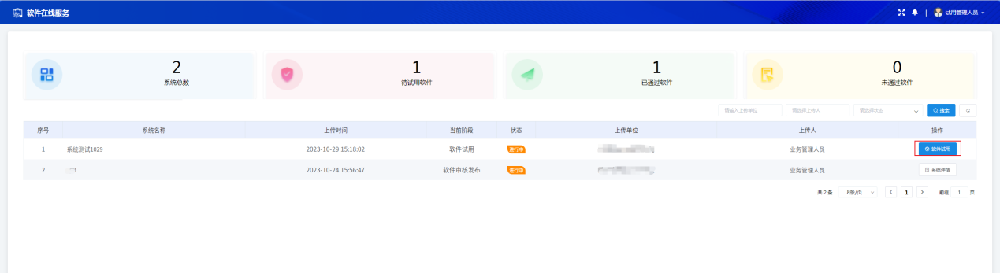 软件在线服务
试用管理人员
2
系统总数
1
待试用软件
1
已通过软件
0
未通过软件
请输入上传单位 请选择上传人 请选择状态 搜索
序号 系统名称 上传时间 当前阶段 状态 上传单位 上传人 操作
1 系统测试1029 2023-10-29 15:18:02 软件试用 进行中 业务管理人员 软件试用
2 2023-10-24 15:56:47 软件审核发布 进行中 业务管理人员 系统详情
共 2 条 8条/页 1 前往 1 页